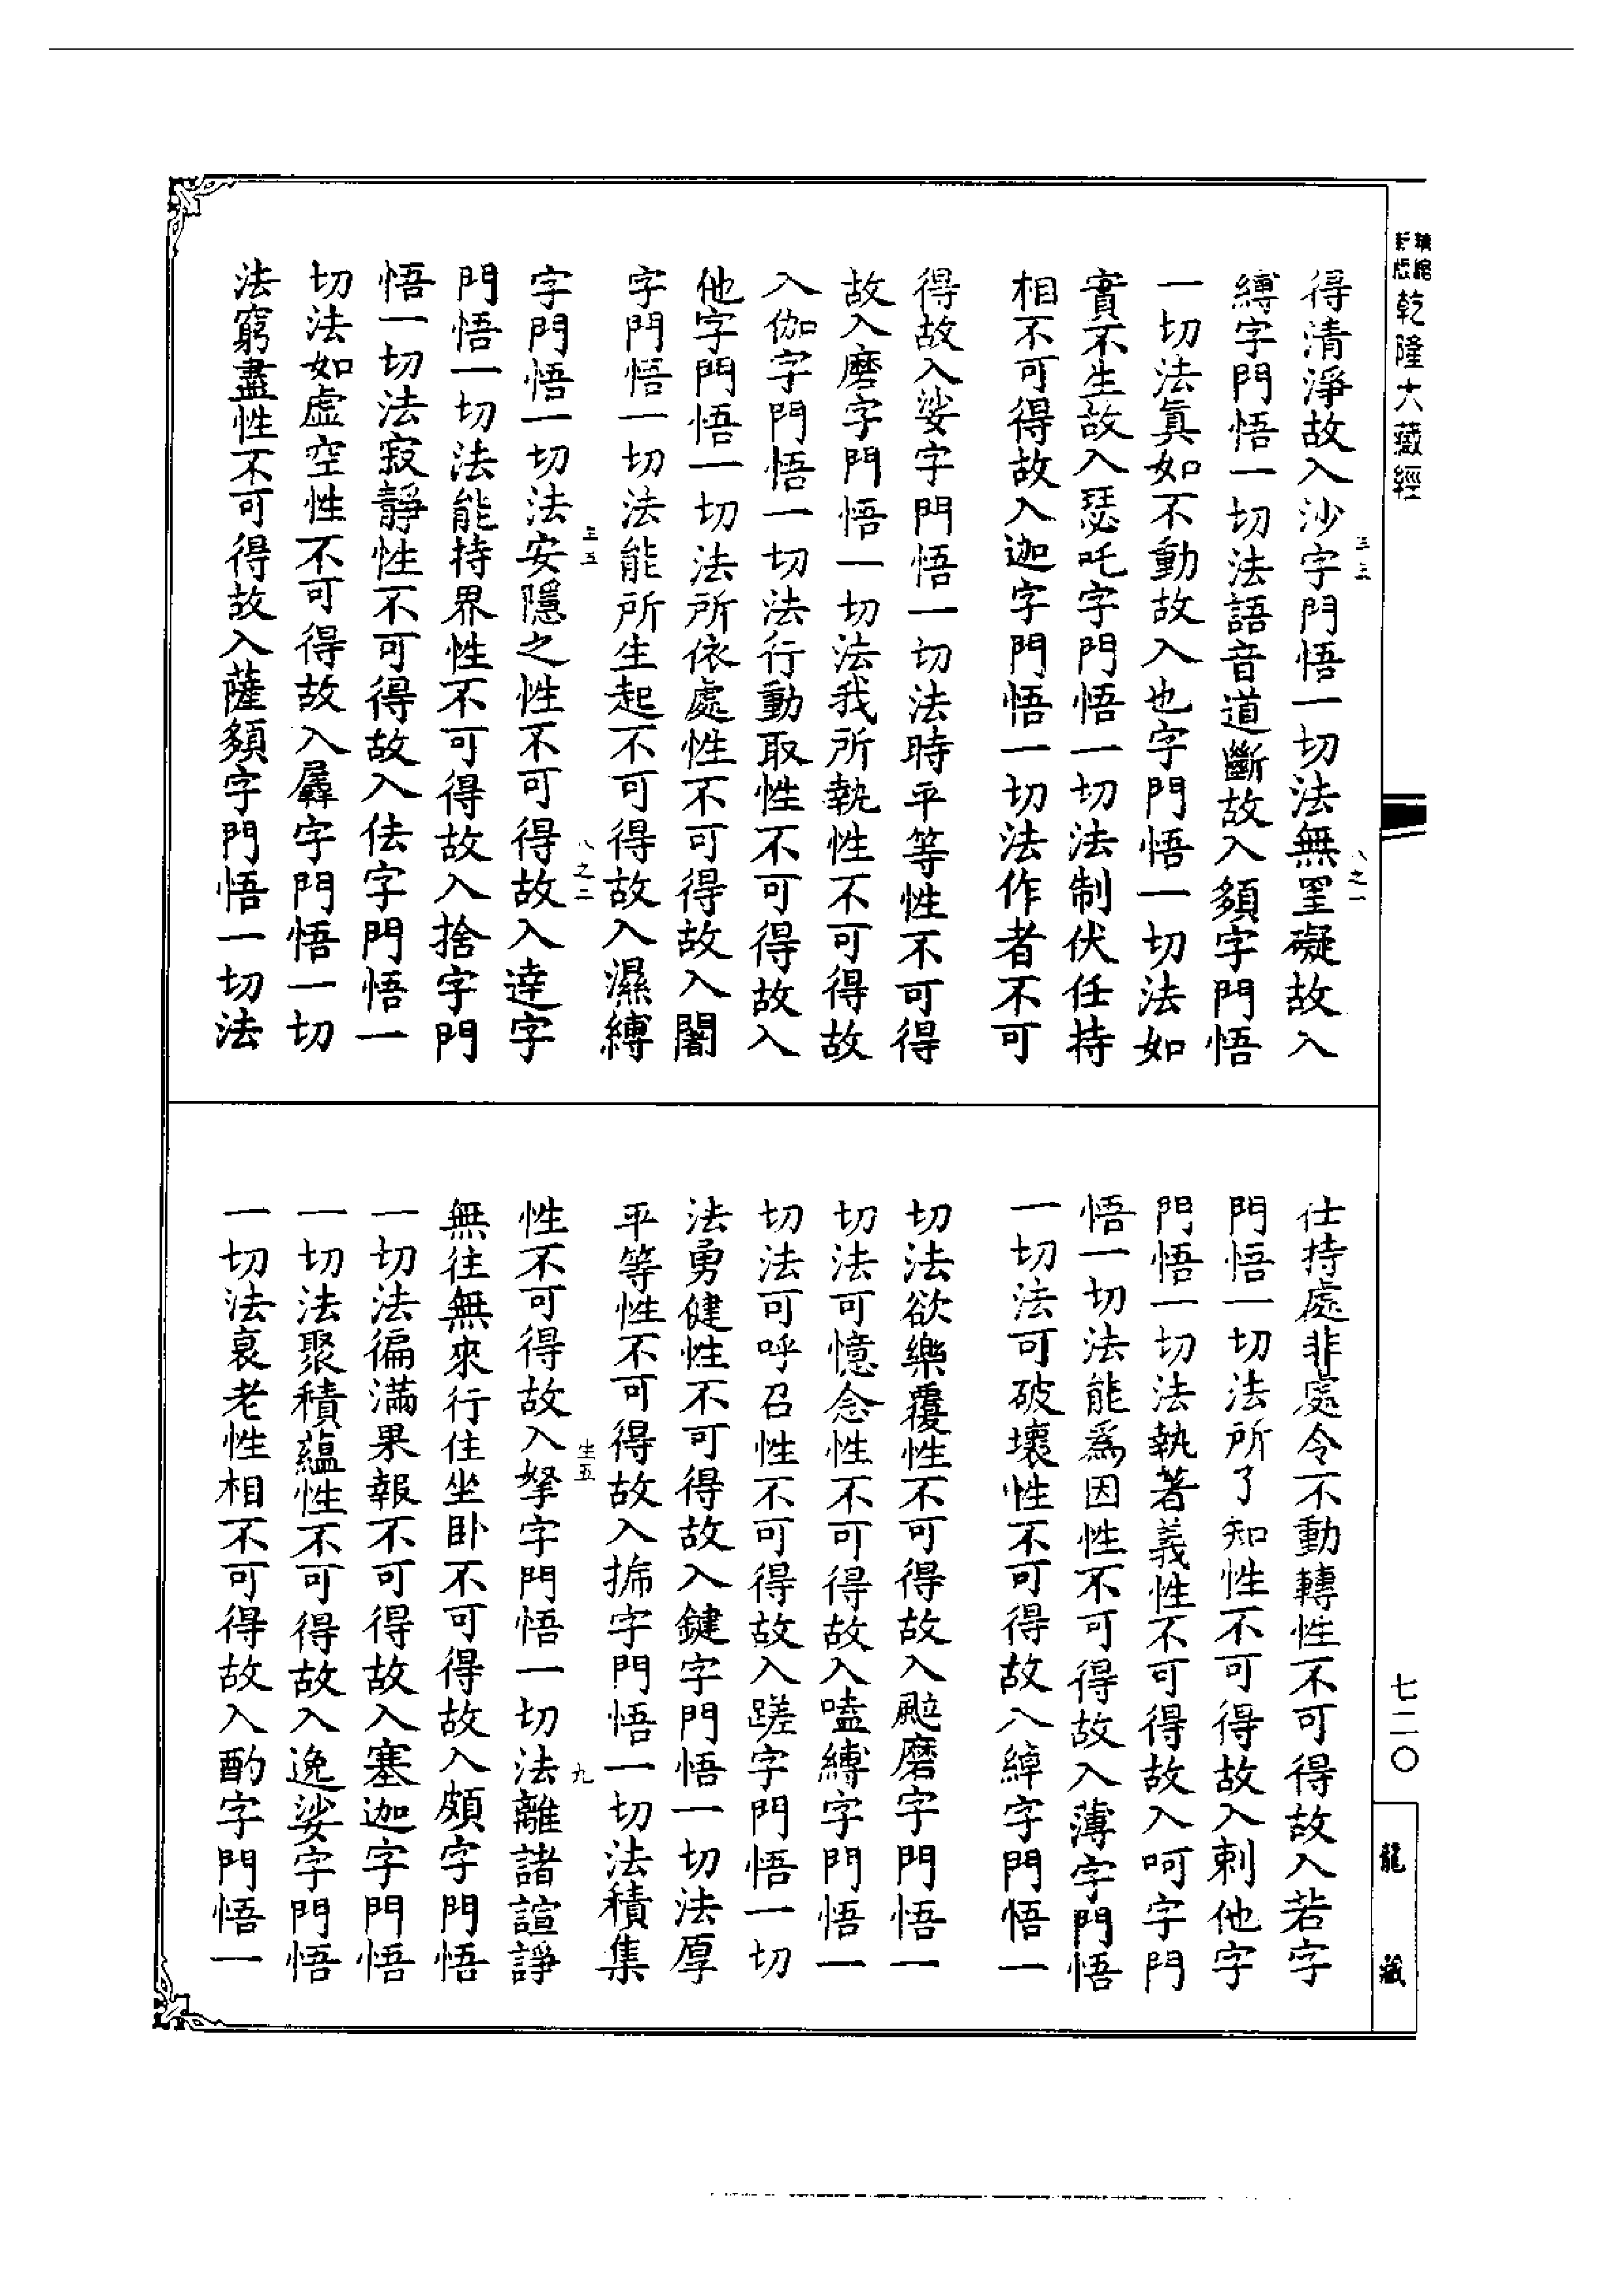 乾隆大藏經
得清淨故入沙字門悟一切法無罣礙故入
縛字門悟一切法語音道斷故入頞字門悟
一切法真如不動故入也字門悟一切法如
實不生故入瑟吒字門悟一切法制伏任持
相不可得故入迦字門悟一切法作者不可
得故入娑字門悟一切法時平等性不可得
故入磨字門悟一切法我所執性不可得故
入伽字門悟一切法行動取性不可得故入
他字門悟一切法所依處性不可得故入闍
字門悟一切法能所生起不可得故入濕縛
字門悟一切法安隱之性不可得故入達字
門悟一切法能持界性不可得故入捨字門
悟一切法寂靜性不可得故入佉字門悟一
切法如虛空性不可得故入羼字門悟一切
法窮盡性不可得故入薩頞字門悟一切法
仕持處非處令不動轉性不可得故入若字
門悟一切法所了知性不可得故入剌他字
門悟一切法執著義性不可得故入呵字門
悟一切法能為因性不可得故入薄字門悟
一切法可破壞性不可得故入綽字門悟一
切法欲樂覆性不可得故入颭磨字門悟一
切法可憶念性不可得故入嗑縛字門悟一
切法可呼召性不可得故入蹉字門悟一切
法勇健性不可得故入鍵字門悟一切法厚
平等性不可得故入搋字門悟一切法積集
性不可得故入拏字門悟一切法離諸諠諍
無往無來行住坐臥不可得故入頗字門悟
一切法徧滿果報不可得故入塞迦字門悟
一切法聚積蘊性不可得故入逸娑字門悟
一切法衰老性相不可得故入酌字門悟一
七二〇
龍藏